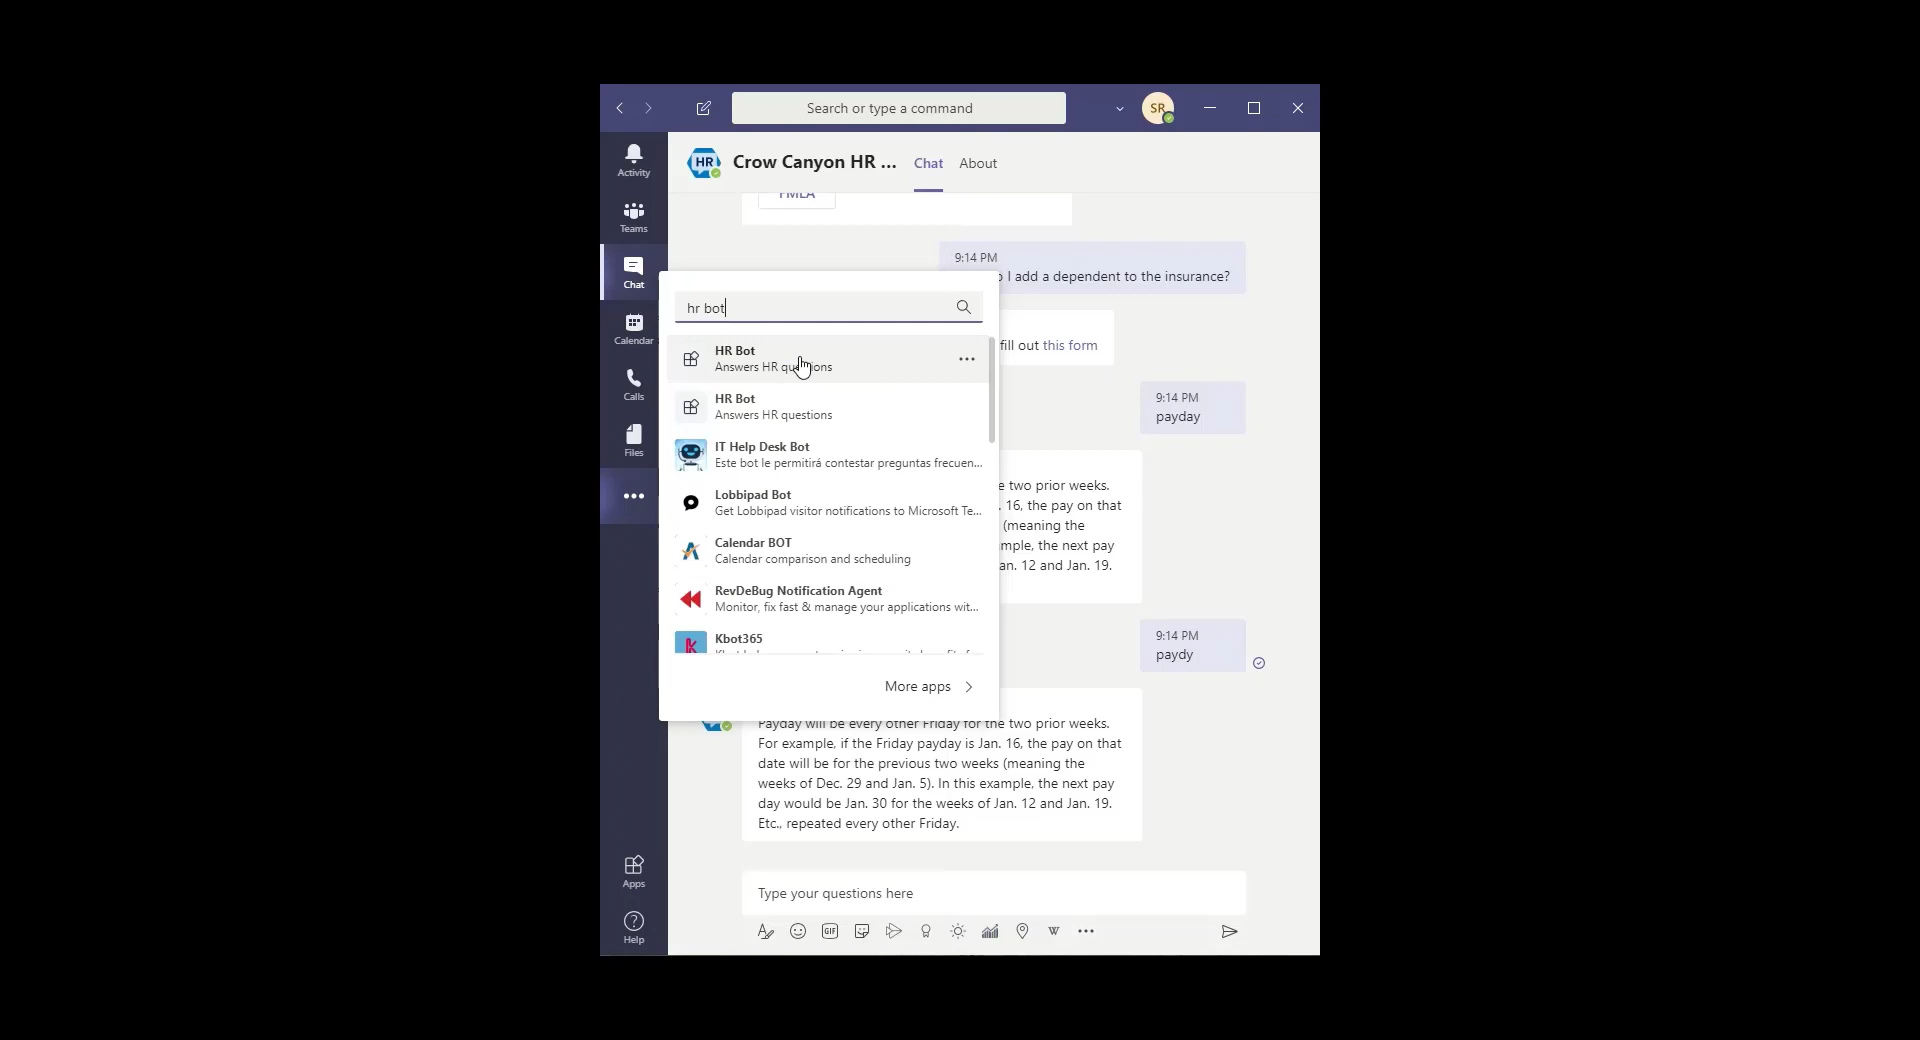 Search or type a command
SR
Activity
Teams
Chat
Calendar
Calls
Files
Apps
Help
HR
Crow Canyon HR ...
Chat
About
FMLA
9:14 PM
I add a dependent to the insurance?
fill out this form
9:14 PM
payday
two prior weeks.
16, the pay on that
(meaning the
the next pay
12 and Jan. 19.
9:14 PM
paydy
hr bot
HR Bot
Answers HR questions
HR Bot
Answers HR questions
IT Help Desk Bot
Este bot le permitirá contestar preguntas frecuen...
Lobbipad Bot
Get Lobbipad visitor notifications to Microsoft Te...
Calendar BOT
Calendar comparison and scheduling
RevDeBug Notification Agent
Monitor, fix fast & manage your applications wit...
Kbot365
More apps
Payday will be every other Friday for the two prior weeks.
For example, if the Friday payday is Jan. 16, the pay on that
date will be for the previous two weeks (meaning the
weeks of Dec. 29 and Jan. 5). In this example, the next pay
day would be Jan. 30 for the weeks of Jan. 12 and Jan. 19.
Etc., repeated every other Friday.
Type your questions here
GIF
W